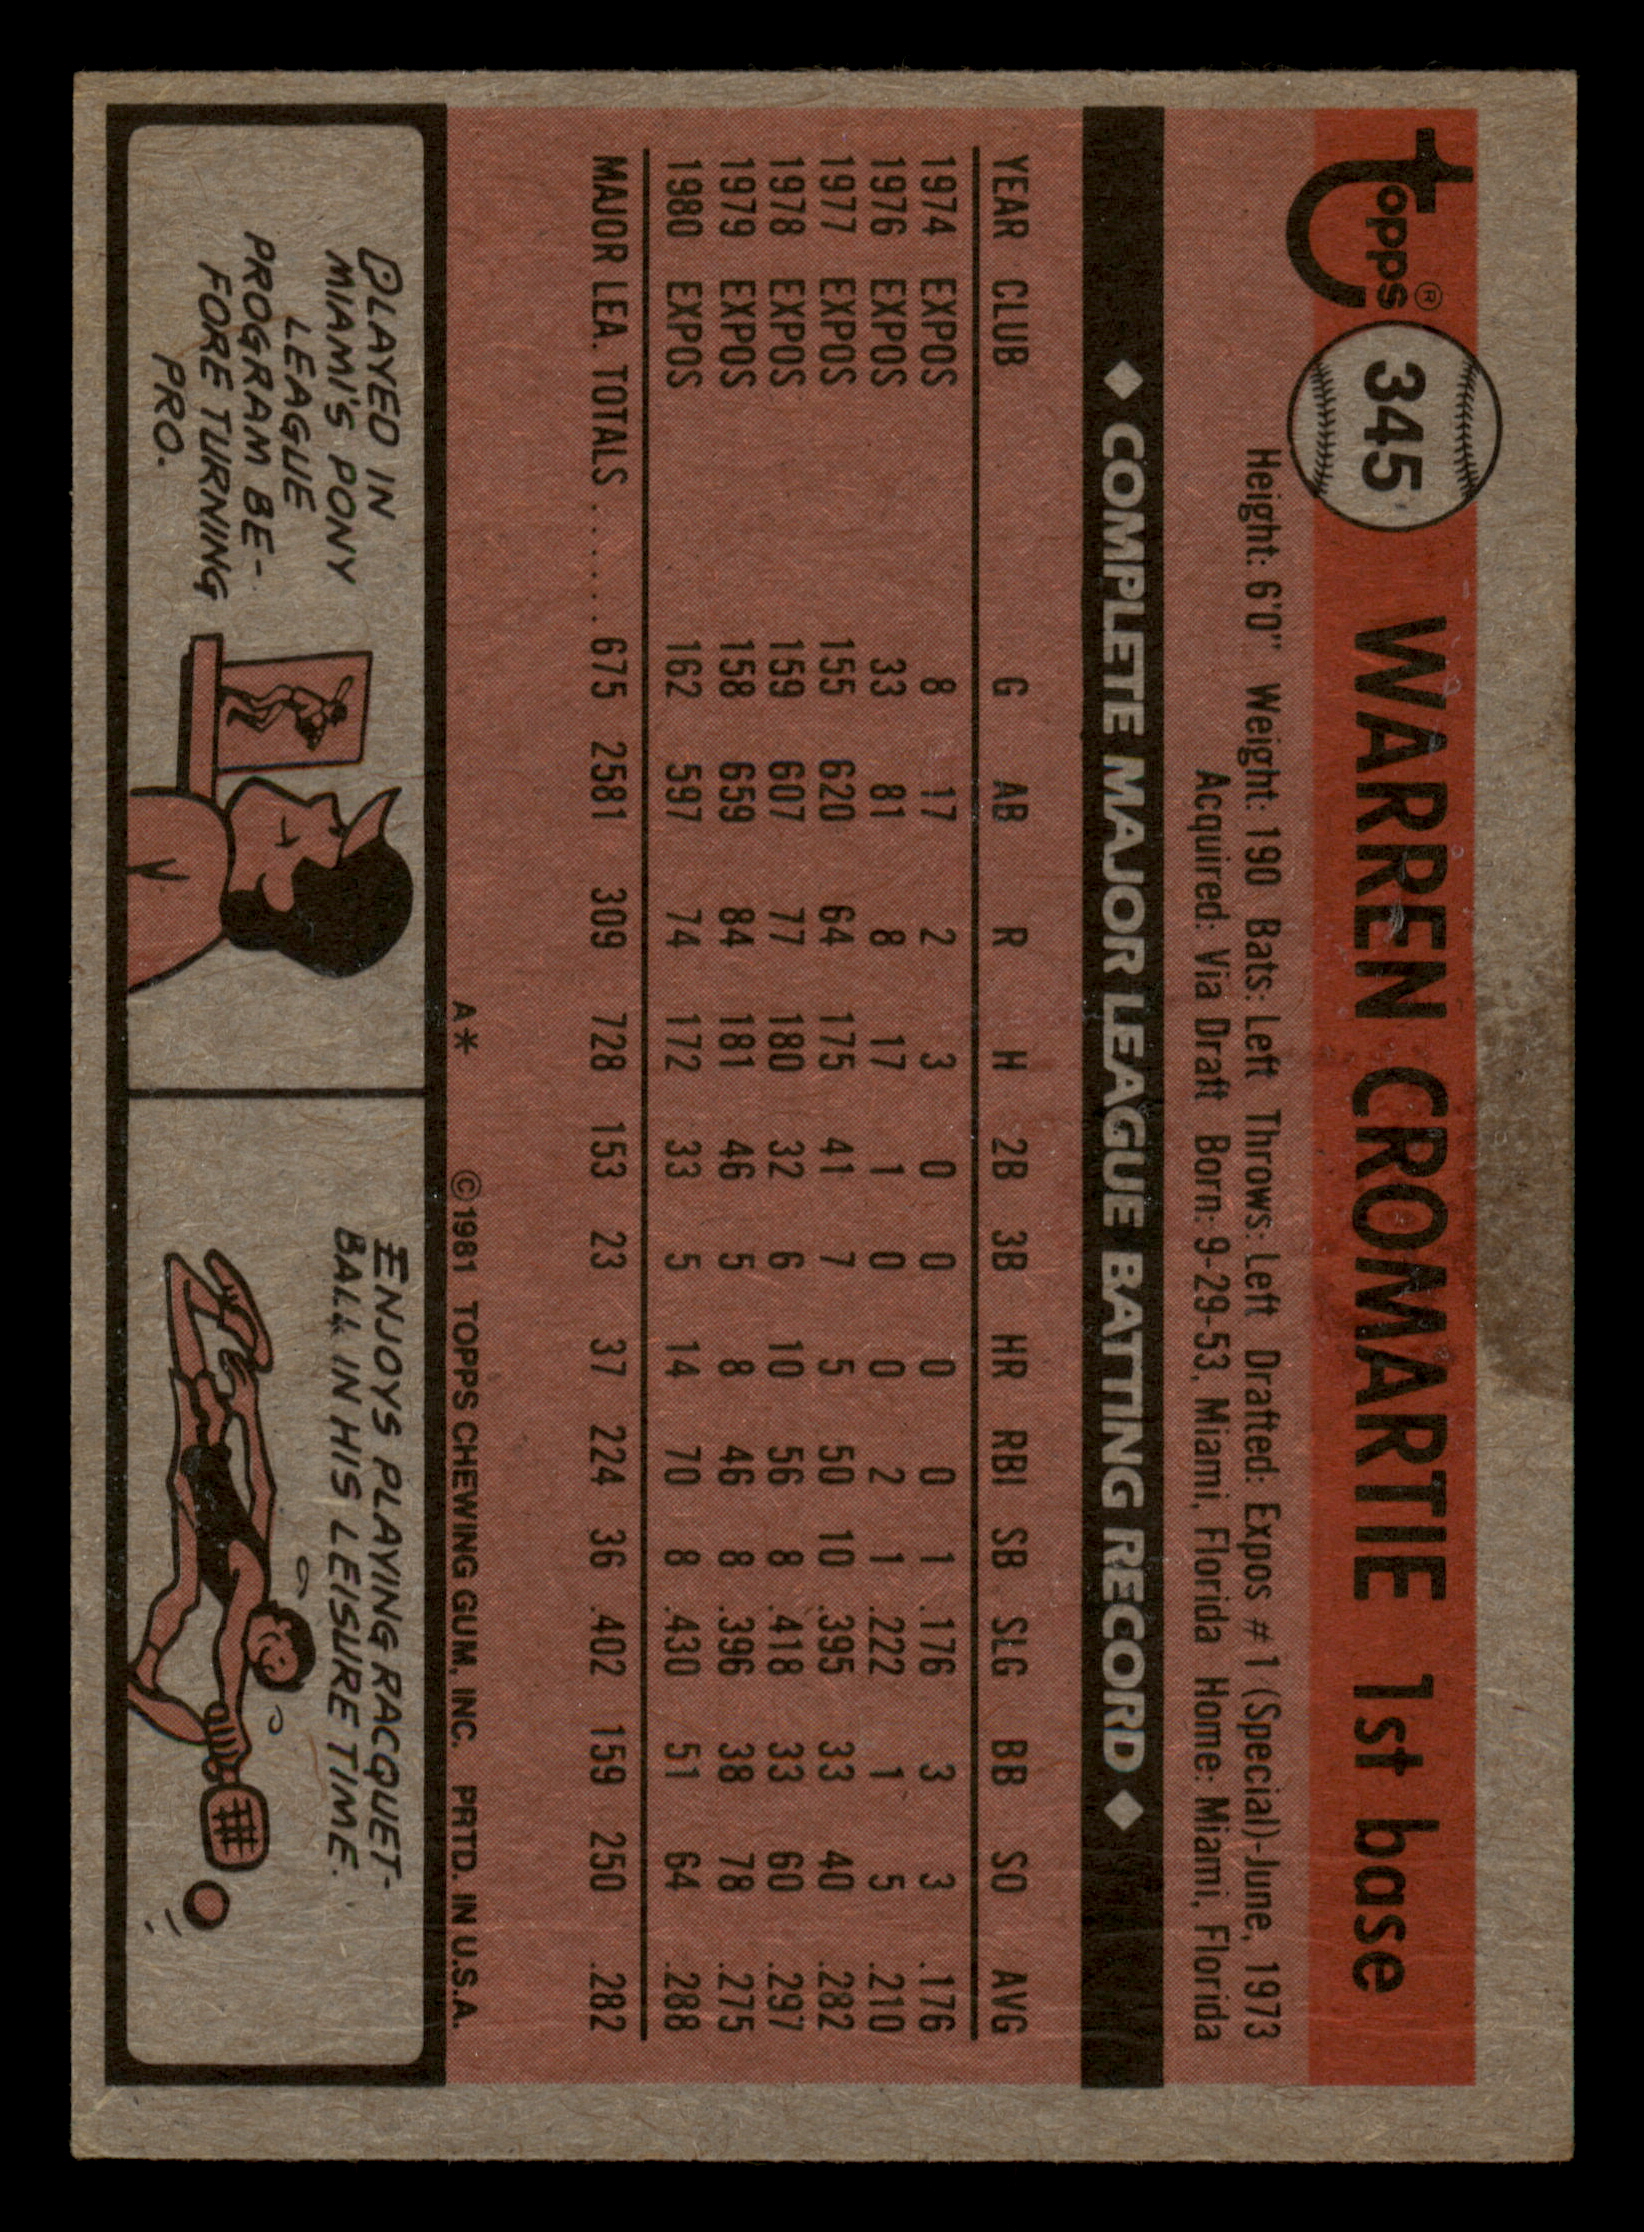 Topps® 345 WARREN CROMARTIE 1st base
Height: 6'0" Weight: 190 Bats: Left Throws: Left Drafted: Expos #1 (Special)-June, 1973
Acquired: Via Draft Born: 9-29-53, Miami, Florida Home: Miami, Florida
◆ COMPLETE MAJOR LEAGUE BATTING RECORD ◆
YEAR CLUB G AB R H 2B 3B HR RBI SB SLG BB SO AVG
1974 EXPOS 8 17 2 3 0 0 0 0 1 .176 3 3 .176
1976 EXPOS 33 81 8 17 1 0 0 2 1 .222 1 5 .210
1977 EXPOS 155 620 64 175 41 7 5 50 10 .395 33 40 .282
1978 EXPOS 159 607 77 180 32 6 10 56 8 .418 33 60 .297
1979 EXPOS 158 659 84 181 46 5 8 46 8 .396 38 78 .275
1980 EXPOS 162 597 74 172 33 5 14 70 8 .430 51 64 .288
MAJOR LEA. TOTALS ...... 675 2581 309 728 153 23 37 224 36 .402 159 250 .282
A* ©1981 TOPPS CHEWING GUM, INC. PRTD. IN U.S.A.
PLAYED IN
MIAMI'S PONY
LEAGUE
PROGRAM BE-
FORE TURNING
PRO.
ENJOYS PLAYING RACQUET-
BALL IN HIS LEISURE TIME.